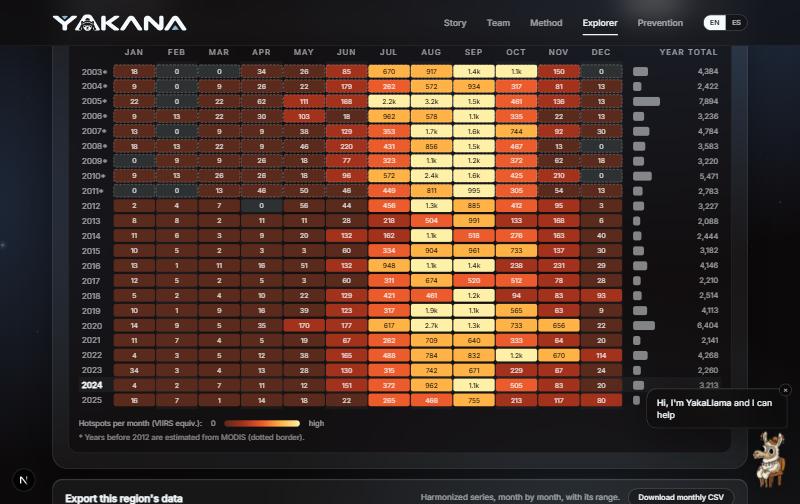 YAKANA
Story Team Method Explorer Prevention EN ES
JAN FEB MAR APR MAY JUN JUL AUG SEP OCT NOV DEC YEAR TOTAL
2003* 18 0 0 34 26 85 670 917 1.4k 1.1k 150 0 4,384
2004* 9 0 9 26 22 179 262 572 934 317 81 13 2,422
2005* 22 0 22 62 111 168 2.2k 3.2k 1.5k 461 136 13 7,894
2006* 9 13 22 30 103 18 962 578 1.1k 335 22 13 3,236
2007* 13 0 9 9 38 129 353 1.7k 1.6k 744 92 30 4,784
2008* 18 13 22 9 46 220 431 856 1.5k 467 13 0 3,583
2009* 0 9 9 26 18 77 323 1.1k 1.2k 372 62 18 3,220
2010* 9 13 26 26 18 96 572 2.4k 1.6k 425 210 0 5,471
2011* 0 0 13 46 50 46 449 811 995 305 54 13 2,783
2012 2 4 7 0 56 44 456 1.3k 885 412 95 3 3,227
2013 8 8 2 11 11 28 218 504 991 133 168 6 2,088
2014 11 6 3 9 20 132 162 1.1k 518 276 163 40 2,444
2015 10 5 2 3 3 60 334 904 961 733 137 30 3,182
2016 13 1 11 16 51 132 948 1.1k 1.4k 238 231 29 4,146
2017 12 5 2 5 3 60 311 674 520 512 78 28 2,210
2018 5 2 4 10 22 129 421 461 1.2k 94 83 93 2,514
2019 10 1 9 16 39 123 317 1.9k 1.1k 565 63 9 4,113
2020 14 9 5 35 170 177 617 2.7k 1.3k 733 656 22 6,404
2021 11 7 4 5 19 67 262 709 640 333 64 20 2,141
2022 4 3 5 12 38 165 488 784 832 1.2k 670 114 4,268
2023 34 4 13 28 130 315 742 671 229 67 24 2,260
2024 4 2 7 11 12 151 372 962 1.1k 505 83 20 3,213
2025 16 7 1 14 18 22 265 466 755 213 117 80
Hi, I'm YakaLlama and I can
help
Hotspots per month (VIIRS equiv.): 0 high
* Years before 2012 are estimated from MODIS (dotted border).
N
Export this region's data
Harmonized series, month by month, with its range. Download monthly CSV